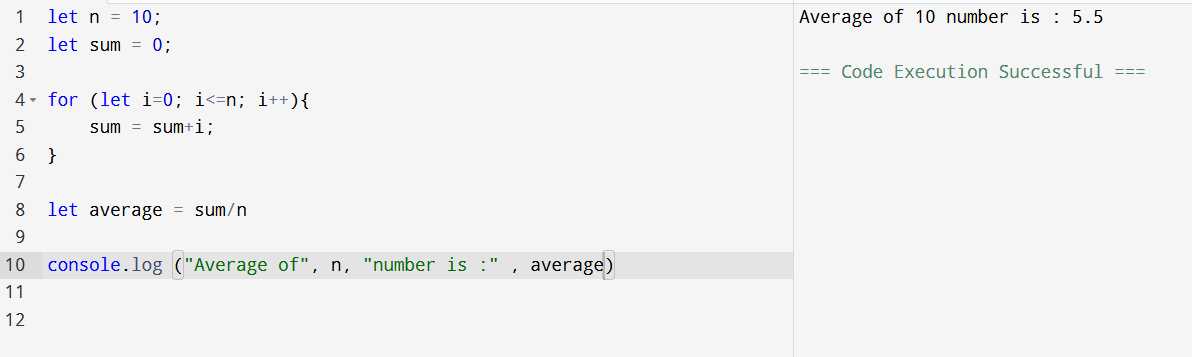 1 let n = 10;
2 let sum = 0;
3
4 for (let i=0; i<=n; i++){
5     sum = sum+i;
6 }
7
8 let average = sum/n
9
10 console.log ("Average of", n, "number is :" , average)
11
12
Average of 10 number is : 5.5
=== Code Execution Successful ===